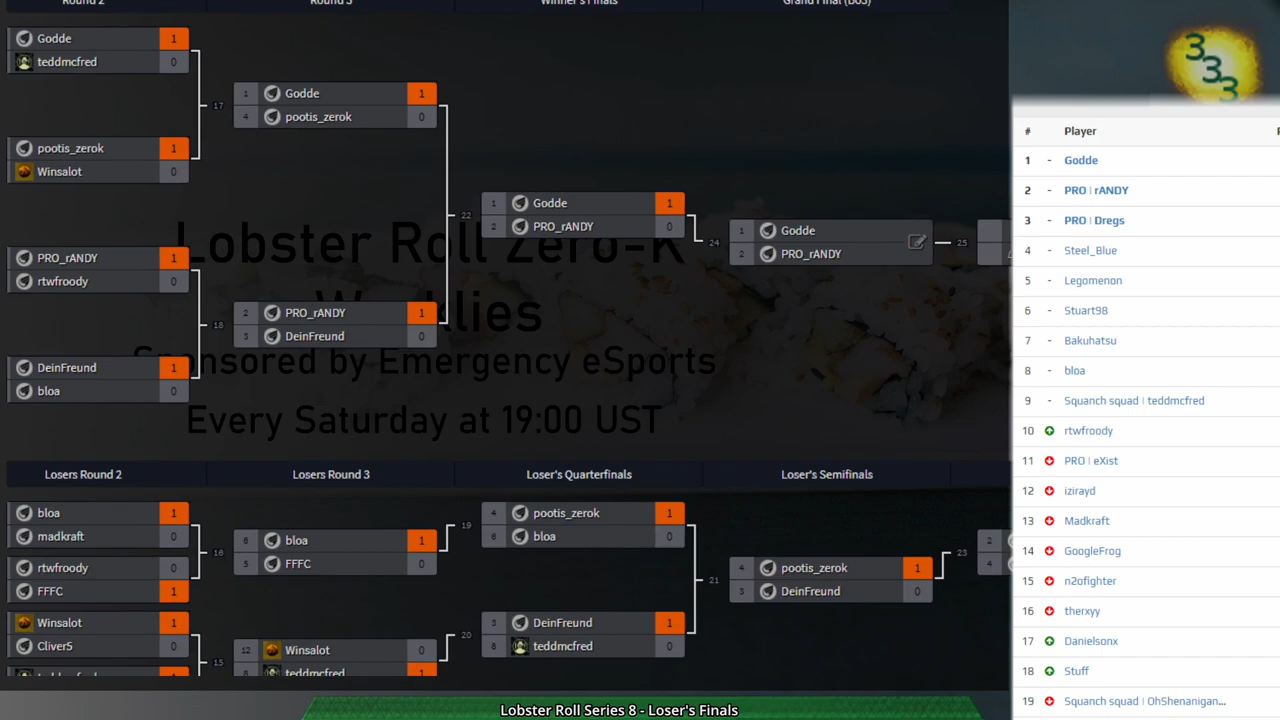 Round 2
Round 3
Winner's Finals
Grand Final (BO3)
Godde 1
teddmcfred 0
pootis_zerok 1
Winsalot 0
17
PRO_rANDY 1
rtwfroody 0
DeinFreund 1
bloa 0
18
1 Godde 1
4 pootis_zerok 0
2 PRO_rANDY 1
DeinFreund 0
22
1 Godde 1
2 PRO_rANDY 0
24
1 Godde
2 PRO_rANDY
25
Lobster Roll Zero-K
Weeklies
Sponsored by Emergency eSports
Every Saturday at 19:00 UST
Losers Round 2
Losers Round 3
Loser's Quarterfinals
Loser's Semifinals
bloa 1
madkraft 0
rtwfroody 0
FFFC 1
16
Winsalot 1
Cliver5 0
teddmcfred 1
15
bloa 1
FFFC 0
19
12 Winsalot 0
teddmcfred 1
20
4 pootis_zerok 1
bloa 0
DeinFreund 1
teddmcfred 0
21
4 pootis_zerok 1
DeinFreund 0
23
2
4
Lobster Roll Series 8 - Loser's Finals
3
3
3
# Player
1 - Godde
2 - PRO | rANDY
3 - PRO | Dregs
4 - Steel_Blue
5 - Legomenon
6 - Stuart98
7 - Bakuhatsu
8 - bloa
9 - Squanch squad | teddmcfred
10 rtwfroody
11 PRO | eXist
12 izirayd
13 Madkraft
14 GoogleFrog
15 n2ofighter
16 therxyy
17 Danielsonx
18 Stuff
19 Squanch squad | OhShenanigan...